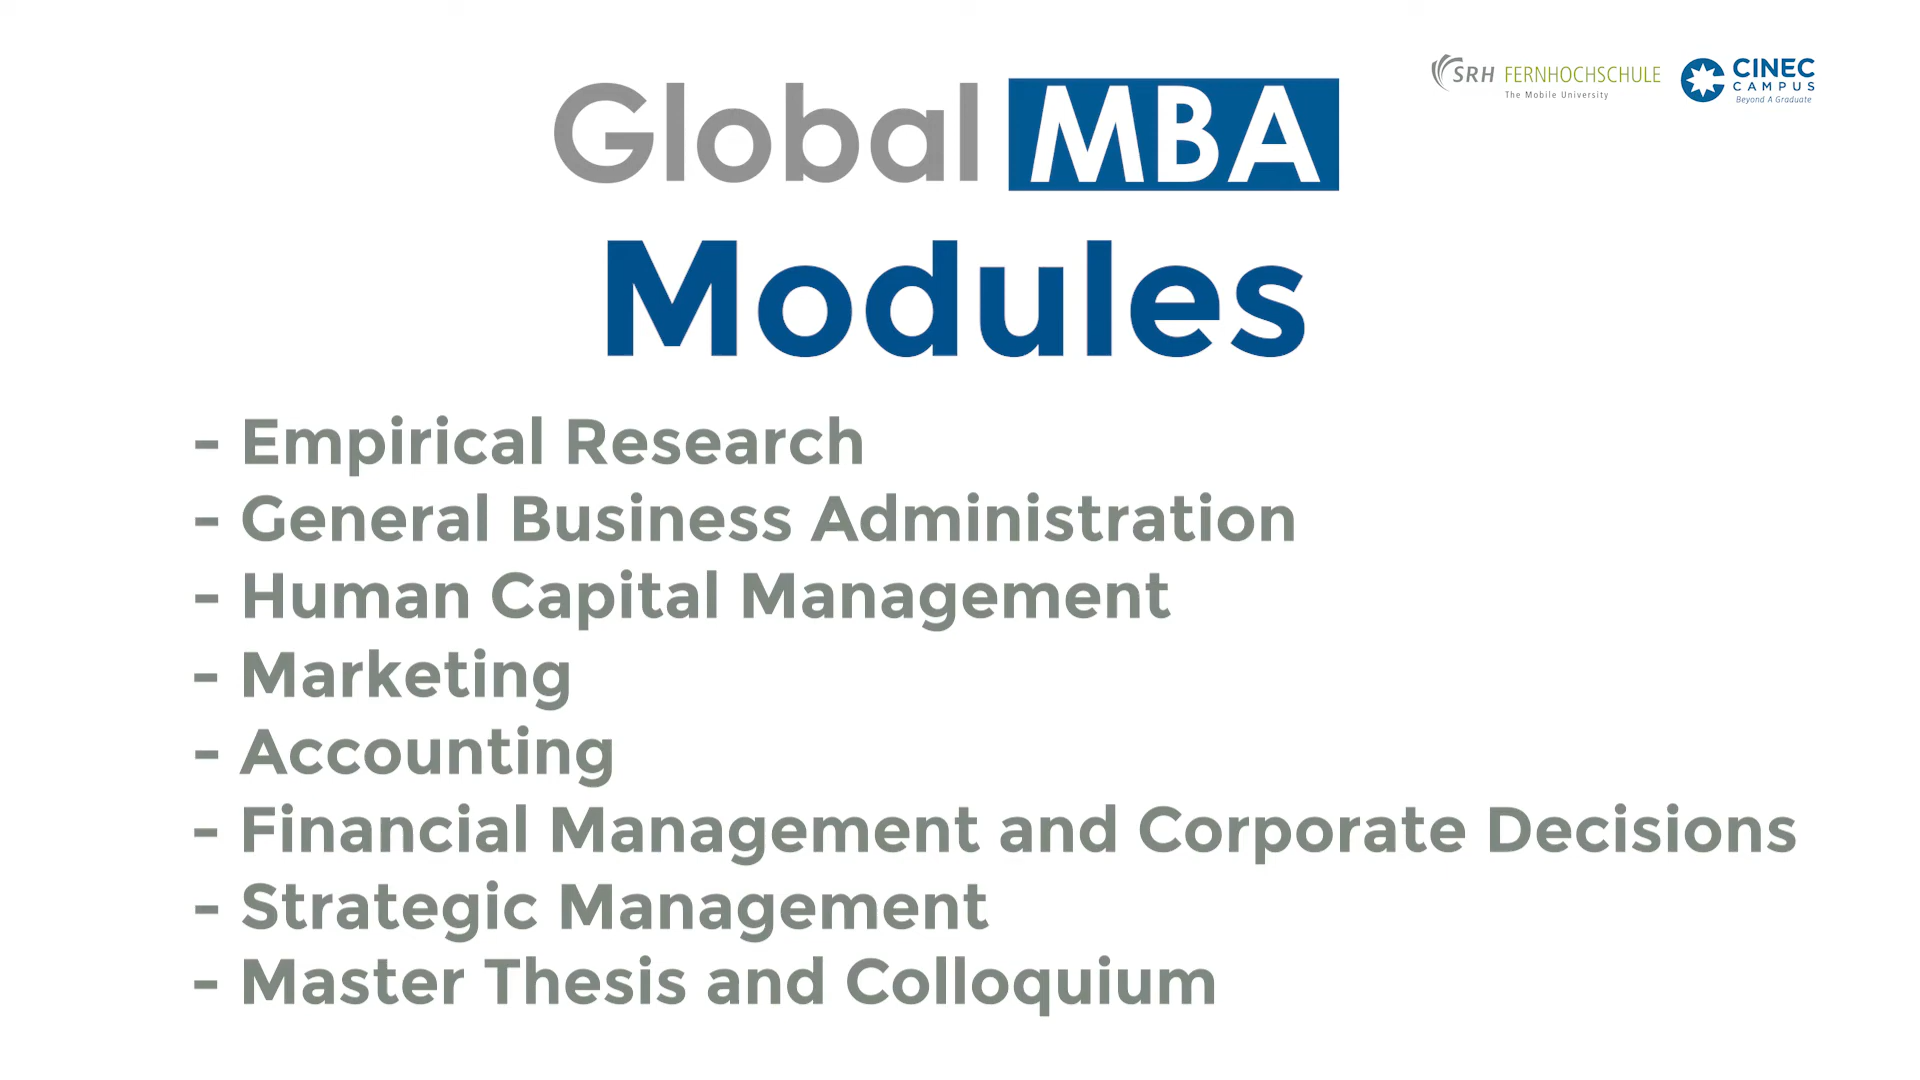 SRH FERNHOCHSCHULE
The Mobile University
CINEC
CAMPUS
Beyond A Graduate
Global MBA
Modules
- Empirical Research
- General Business Administration
- Human Capital Management
- Marketing
- Accounting
- Financial Management and Corporate Decisions
- Strategic Management
- Master Thesis and Colloquium